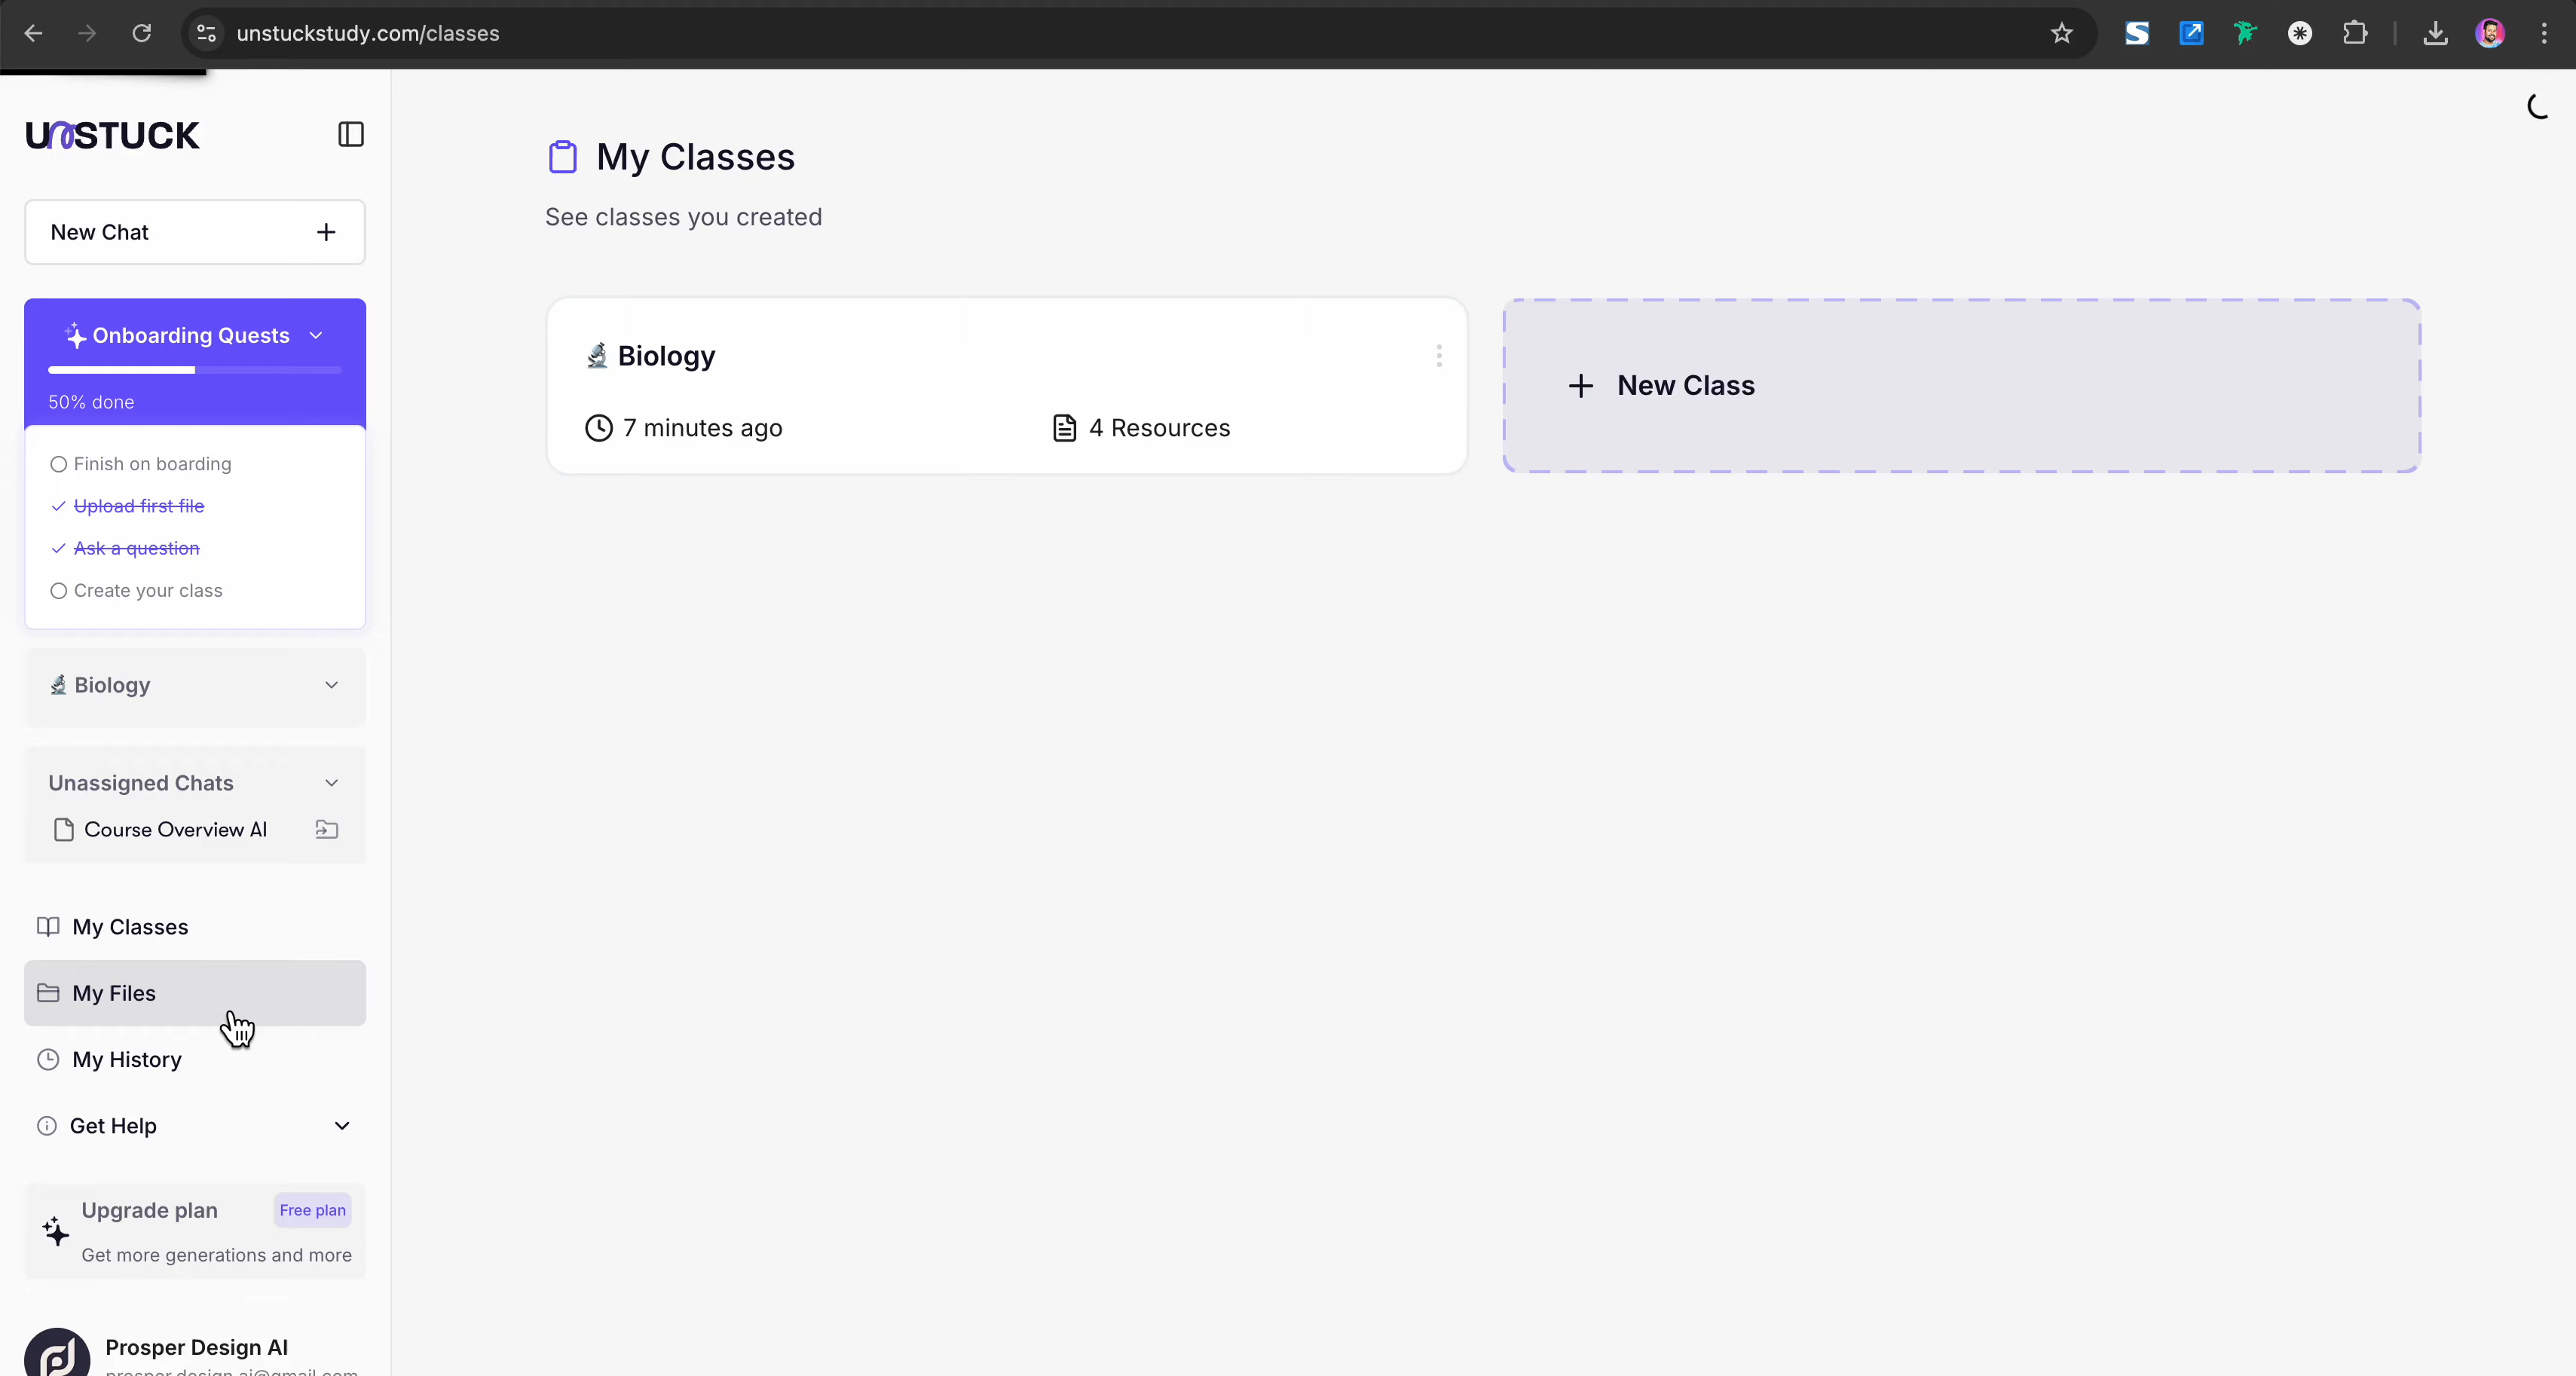 unstuckstudy.com/classes
UNSTUCK
New Chat
Onboarding Quests
50% done
Finish on boarding
Upload first file
Ask a question
Create your class
Biology
Unassigned Chats
Course Overview AI
My Classes
My Files
My History
Get Help
Upgrade plan
Free plan
Get more generations and more
Prosper Design AI
prosper.design.ai@gmail.com
My Classes
See classes you created
Biology
7 minutes ago
4 Resources
New Class